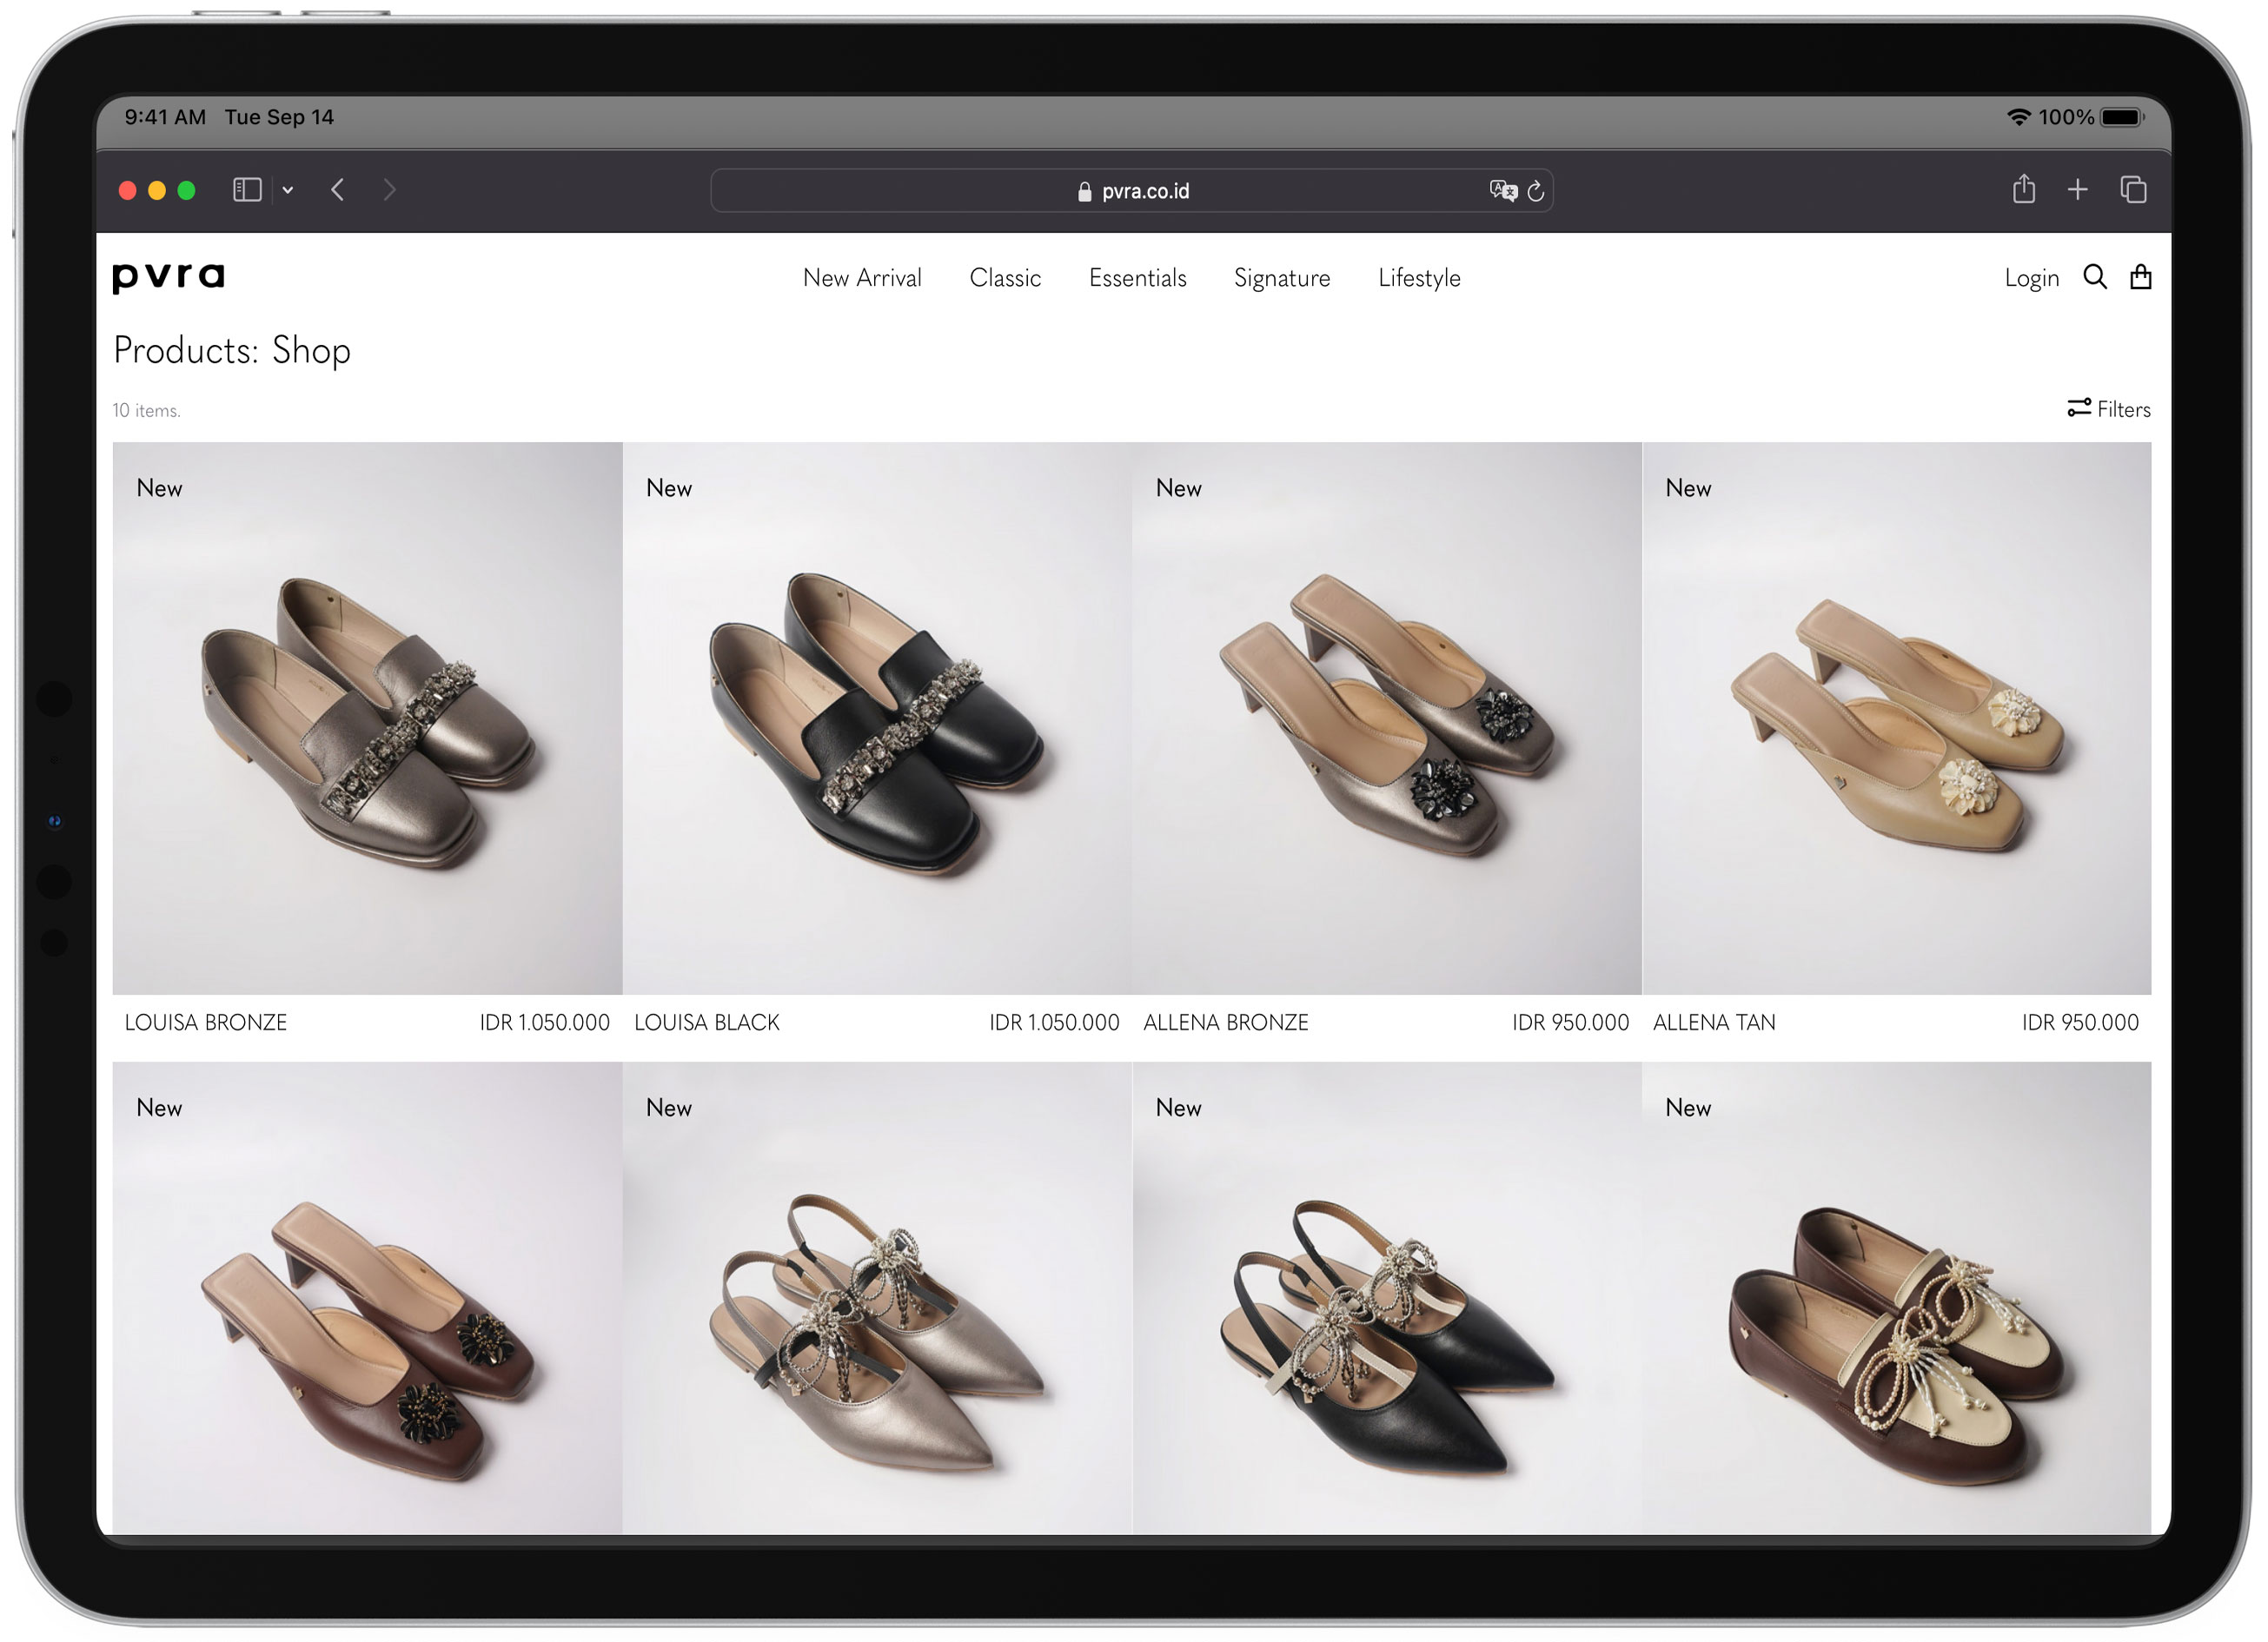 9:41 AM Tue Sep 14
100%
pvra.co.id
pvra
New Arrival Classic Essentials Signature Lifestyle
Login
Products: Shop
10 items.
Filters
New New New New
LOUISA BRONZE IDR 1.050.000 LOUISA BLACK IDR 1.050.000 ALLENA BRONZE IDR 950.000 ALLENA TAN IDR 950.000
New New New New